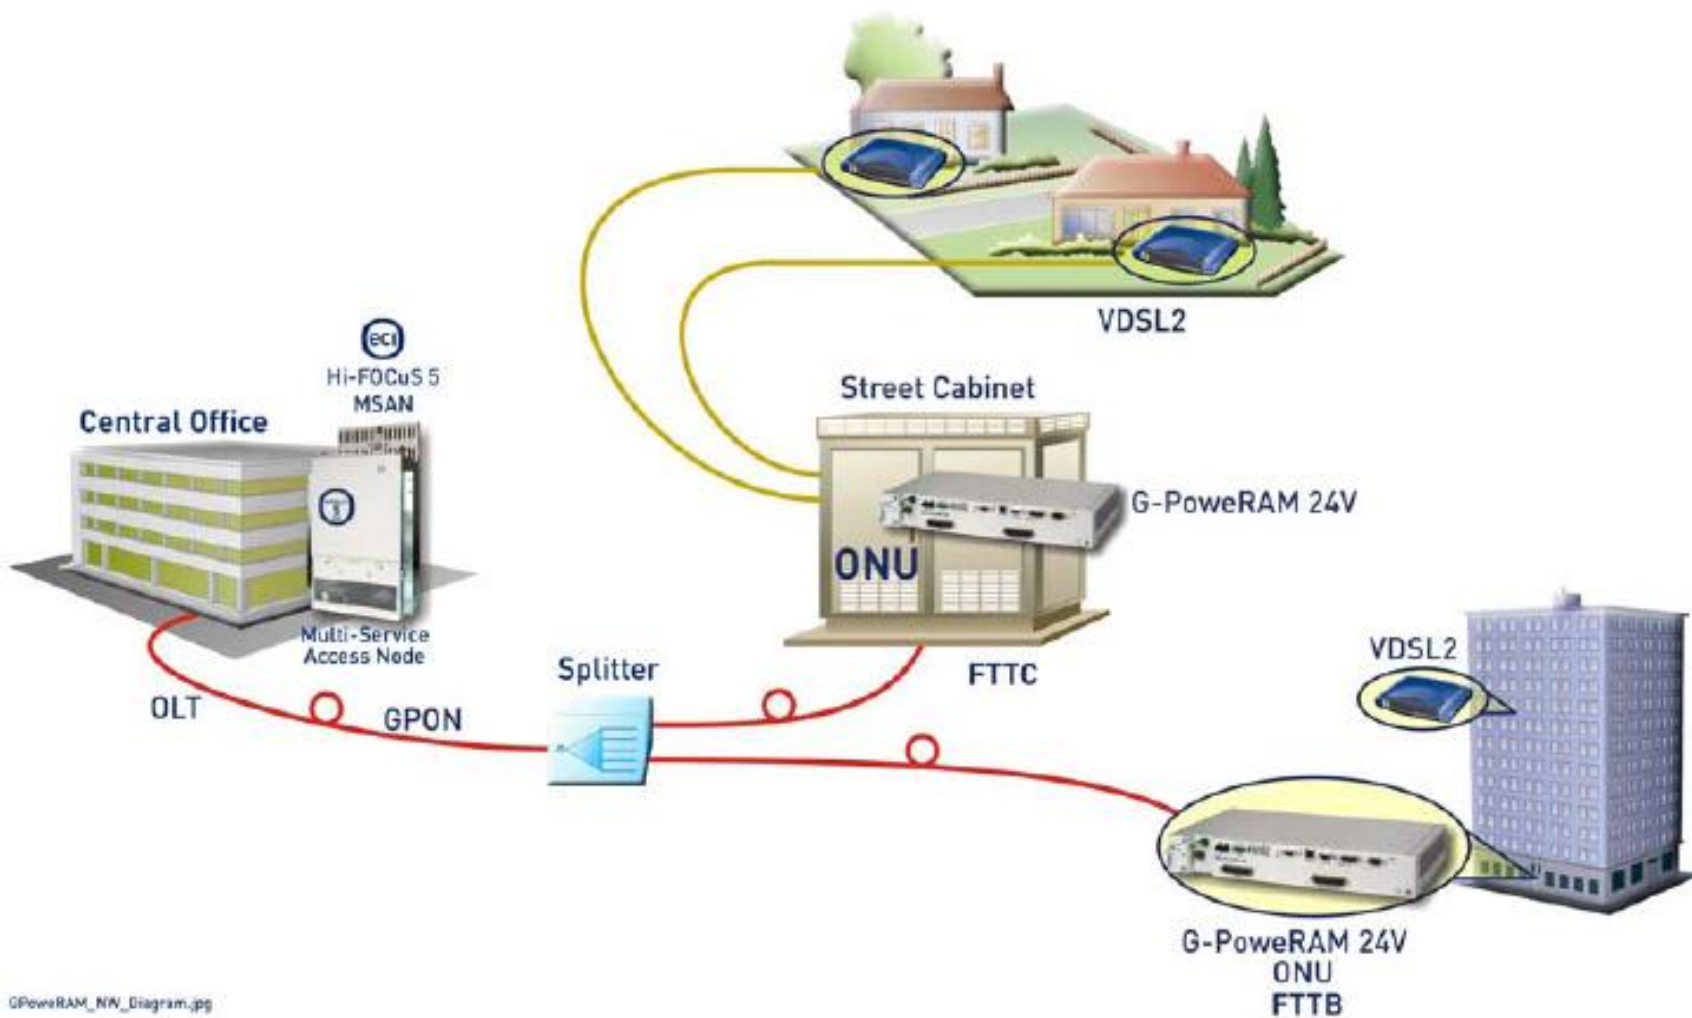 VDSL2
eci
Hi-FOCuS 5
MSAN
Central Office
Street Cabinet
G-PoweRAM 24V
ONU
Multi-Service
Access Node
Splitter
FTTC
VDSL2
OLT
GPON
G-PoweRAM 24V
ONU
FTTB
GPoweRAM_NW_Diagram.jpg